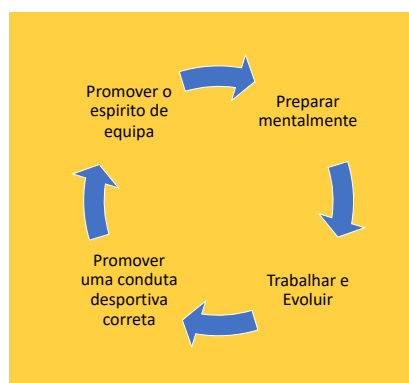 Promover o
espirito de
equipa
Preparar
mentalmente
Trabalhar e
Evoluir
Promover
uma conduta
desportiva
correta